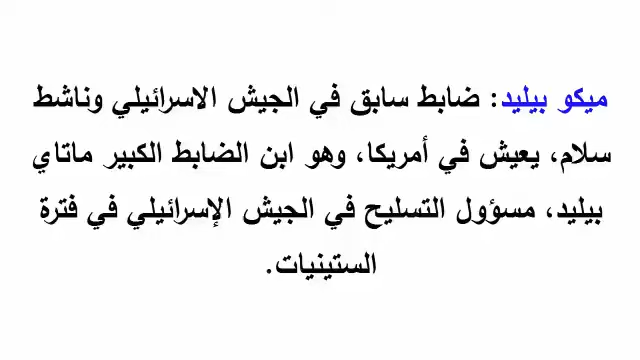 ميكو بيليد: ضابط سابق في الجيش الاسرائيلي وناشط
سلام، يعيش في أمريكا، وهو ابن الضابط الكبير ماتاي
بيليد، مسؤول التسليح في الجيش الإسرائيلي في فترة
الستينيات.